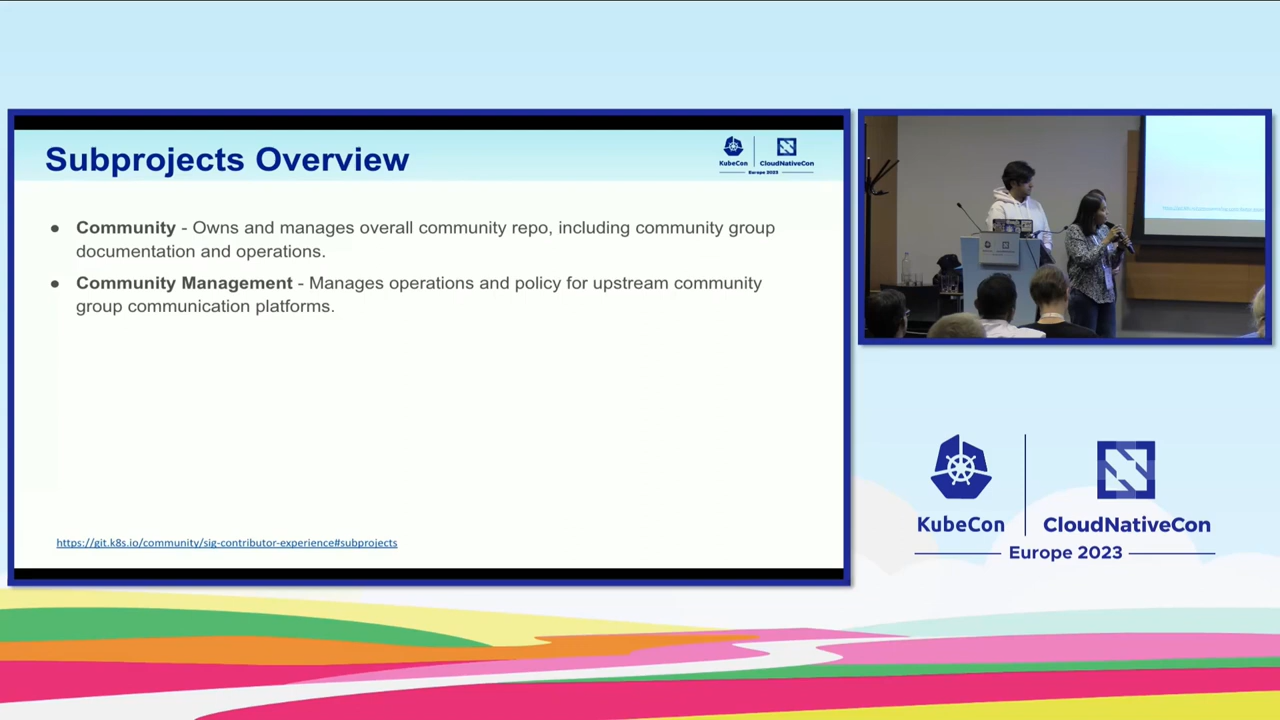 Subprojects Overview
KubeCon
CloudNativeCon
Europe 2023
● Community - Owns and manages overall community repo, including community group
documentation and operations.
● Community Management - Manages operations and policy for upstream community
group communication platforms.
https://git.k8s.io/community/sig-contributor-experience#subprojects
KubeCon
CloudNativeCon
Europe 2023